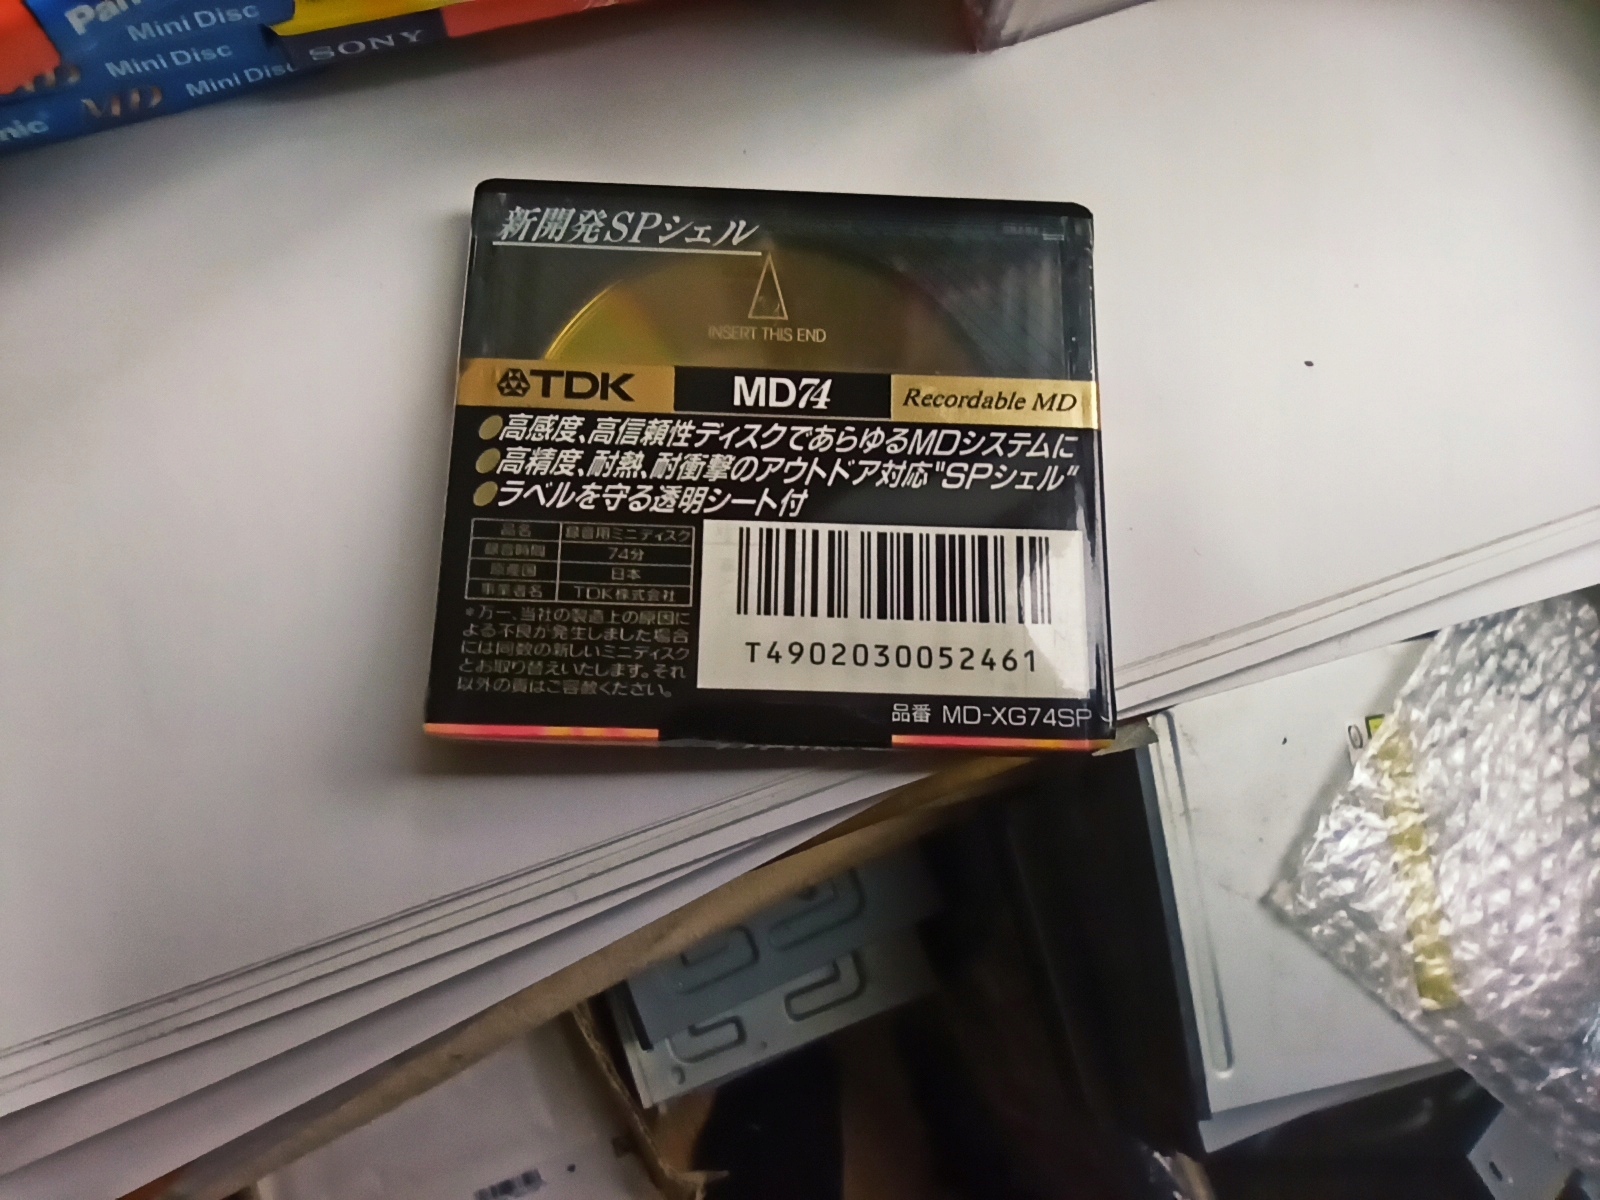 Mini Disc
Mini Disc
SONY
MD Mini Disc
新開発SPシェル
INSERT THIS END
TDK MD74 Recordable MD
●高感度、高信頼性ディスクであらゆるMDシステムに
●高精度、耐熱、耐衝撃のアウトドア対応"SPシェル"
●ラベルを守る透明シート付
品名 録音用ミニディスク
録音時間 74分
原産国 日本
事業者名 TDK株式会社
*万一、当社の製造上の原因に
よる不良が発生しました場合
には同数の新しいミニディスク
とお取り替えいたします。それ
以外の責はご容赦ください。
T4902030052461
品番 MD-XG74SP